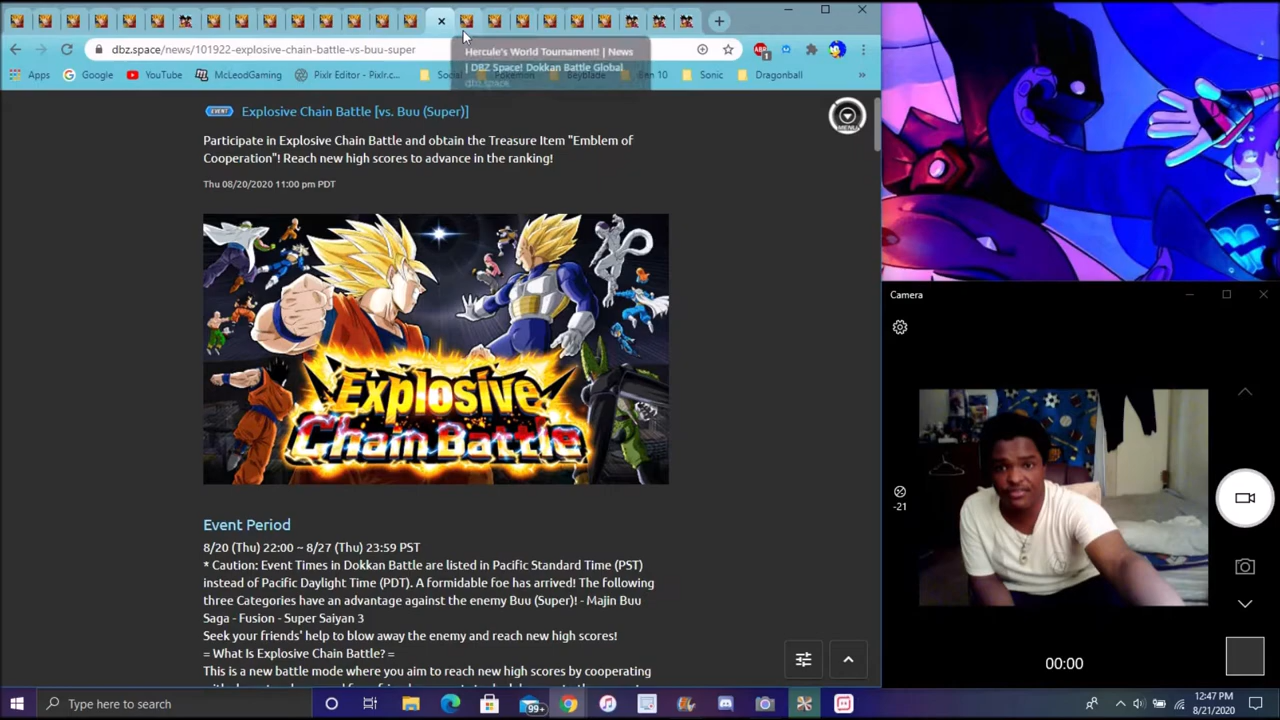 dbz.space/news/101922-explosive-chain-battle-vs-buu-super
Hercule's World Tournament! | News
| DBZ Space! Dokkan Battle Global
dbz.space
ABP
1
Apps
Google
YouTube
McLeodGaming
Pixlr Editor - Pixlr.c...
Sonic
Dragonball
»
EVENT
Explosive Chain Battle [vs. Buu (Super)]
MENU
Participate in Explosive Chain Battle and obtain the Treasure Item "Emblem of
Cooperation"! Reach new high scores to advance in the ranking!
Thu 08/20/2020 11:00 pm PDT
Explosive
Chain Battle
Event Period
8/20 (Thu) 22:00 ~ 8/27 (Thu) 23:59 PST
* Caution: Event Times in Dokkan Battle are listed in Pacific Standard Time (PST)
instead of Pacific Daylight Time (PDT). A formidable foe has arrived! The following
three Categories have an advantage against the enemy Buu (Super)! - Majin Buu
Saga - Fusion - Super Saiyan 3
Seek your friends' help to blow away the enemy and reach new high scores!
= What Is Explosive Chain Battle? =
This is a new battle mode where you aim to reach new high scores by cooperating
Camera
-21
00:00
Type here to search
99+
12:47 PM
8/21/2020